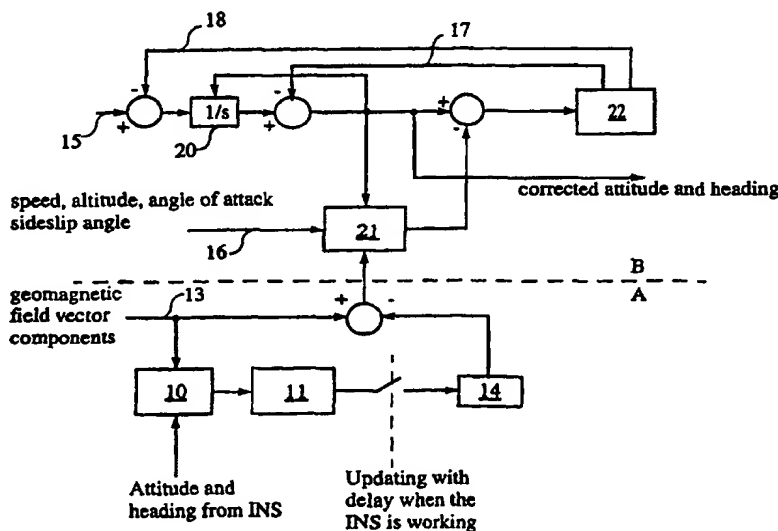 18
17
-
-
+
-
15
+
1/s
+
22
20
corrected attitude and heading
speed, altitude, angle of attack
sideslip angle
16
21
B
A
geomagnetic
field vector
components
13
+
-
10
11
14
Attitude and
heading from INS
Updating with
delay when the
INS is working